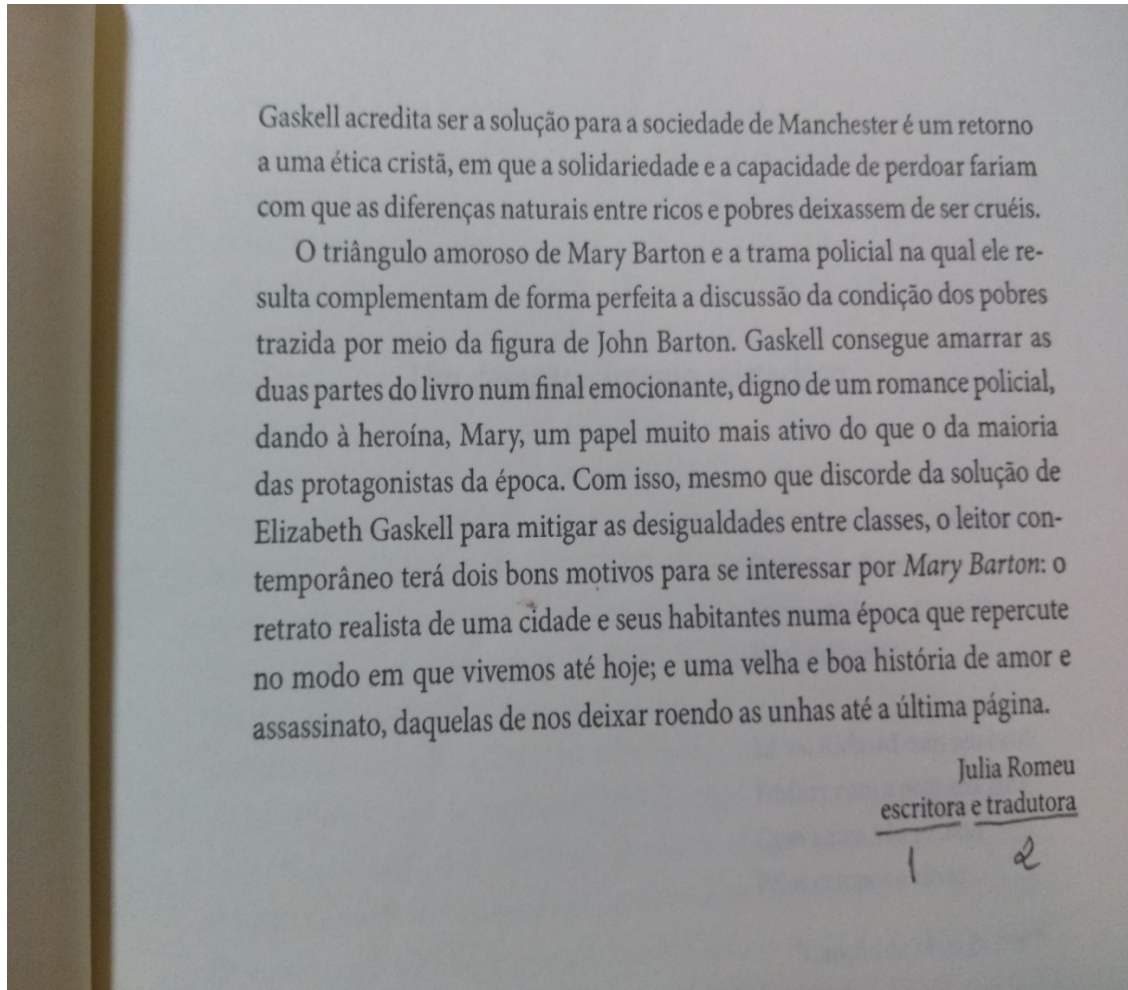 Gaskell acredita ser a solução para a sociedade de Manchester é um retorno
a uma ética cristã, em que a solidariedade e a capacidade de perdoar fariam
com que as diferenças naturais entre ricos e pobres deixassem de ser cruéis.
O triângulo amoroso de Mary Barton e a trama policial na qual ele re-
sulta complementam de forma perfeita a discussão da condição dos pobres
trazida por meio da figura de John Barton. Gaskell consegue amarrar as
duas partes do livro num final emocionante, digno de um romance policial,
dando à heroína, Mary, um papel muito mais ativo do que o da maioria
das protagonistas da época. Com isso, mesmo que discorde da solução de
Elizabeth Gaskell para mitigar as desigualdades entre classes, o leitor con-
temporâneo terá dois bons motivos para se interessar por Mary Barton: o
retrato realista de uma cidade e seus habitantes numa época que repercute
no modo em que vivemos até hoje; e uma velha e boa história de amor e
assassinato, daquelas de nos deixar roendo as unhas até a última página.
Julia Romeu
escritora e tradutora
1 2